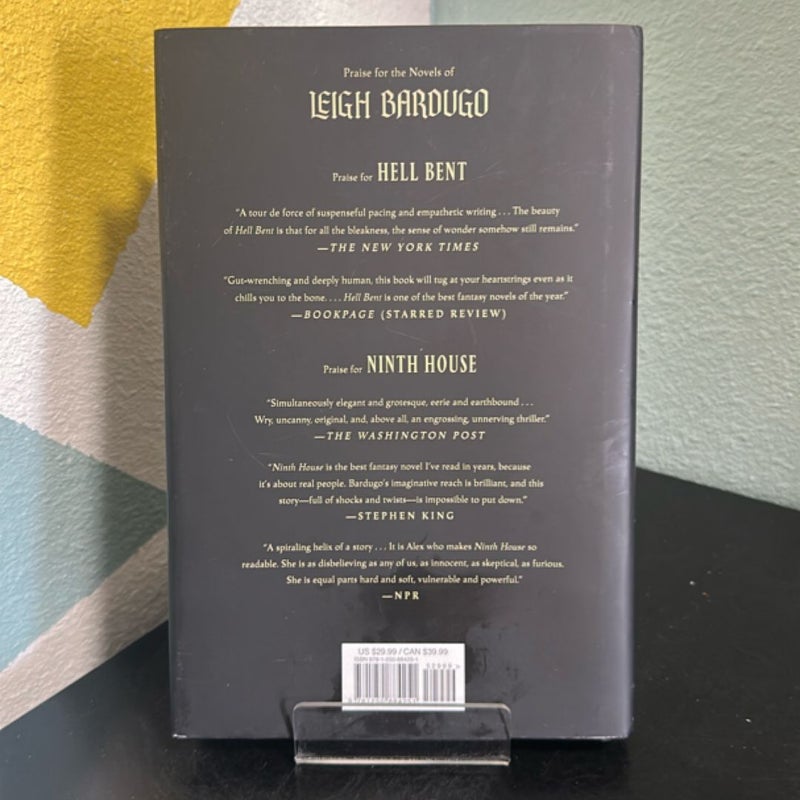 Praise for the Novels of
LEIGH BARDUGO
Praise for HELL BENT
"A tour de force of suspenseful pacing and empathetic writing . . . The beauty
of Hell Bent is that for all the bleakness, the sense of wonder somehow still remains."
—THE NEW YORK TIMES
"Gut-wrenching and deeply human, this book will tug at your heartstrings even as it
chills you to the bone. . . . Hell Bent is one of the best fantasy novels of the year."
—BOOKPAGE (STARRED REVIEW)
Praise for NINTH HOUSE
"Simultaneously elegant and grotesque, eerie and earthbound . . .
Wry, uncanny, original, and, above all, an engrossing, unnerving thriller."
—THE WASHINGTON POST
"Ninth House is the best fantasy novel I've read in years, because
it's about real people. Bardugo's imaginative reach is brilliant, and this
story—full of shocks and twists—is impossible to put down."
—STEPHEN KING
"A spiraling helix of a story . . . It is Alex who makes Ninth House so
readable. She is as disbelieving as any of us, as innocent, as skeptical, as furious.
She is equal parts hard and soft, vulnerable and powerful."
—NPR
US $29.99 / CAN $39.99
ISBN
52999>